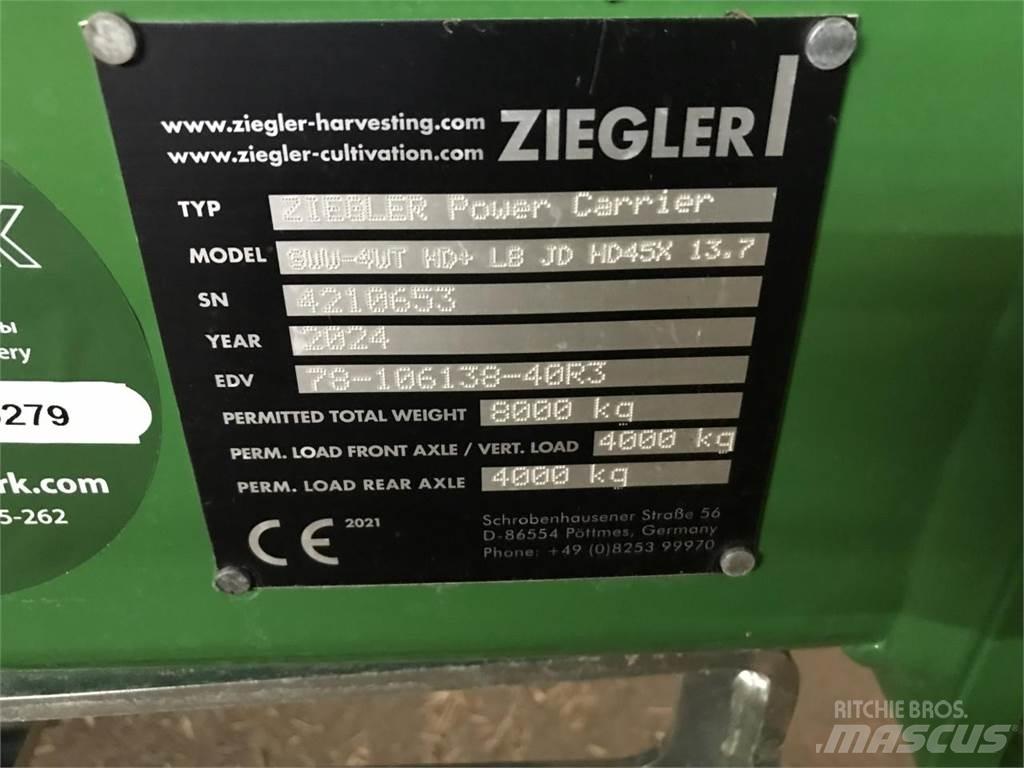 www.ziegler-harvesting.com
www.ziegler-cultivation.com
ZIEGLER
TYP ZIEGLER Power Carrier
MODEL SWW-4WT HD+ LB JD HD45X 13.7
SN 4210653
YEAR 2024
EDV 78-106138-40R3
PERMITTED TOTAL WEIGHT 8000 kg
PERM. LOAD FRONT AXLE / VERT. LOAD 4000 kg
PERM. LOAD REAR AXLE 4000 kg
CE 2021
Schrobenhausener Straße 56
D-86554 Pöttmes, Germany
Phone: +49 (0)8253 99970
K
ы
ery
279
rk.com
5-262
RITCHIE BROS.
MASCUS